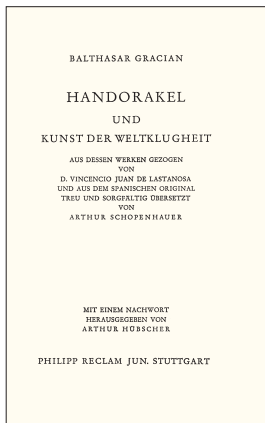 BALTHASAR GRACIAN
HANDORAKEL
UND
KUNST DER WELTKLUGHEIT
AUS DESSEN WERKEN GEZOGEN
VON
D. VINCENCIO JUAN DE LASTANOSA
UND AUS DEM SPANISCHEN ORIGINAL
TREU UND SORGFÄLTIG ÜBERSETZT
VON
ARTHUR SCHOPENHAUER
MIT EINEM NACHWORT
HERAUSGEGEBEN VON
ARTHUR HÜBSCHER
PHILIPP RECLAM JUN. STUTTGART